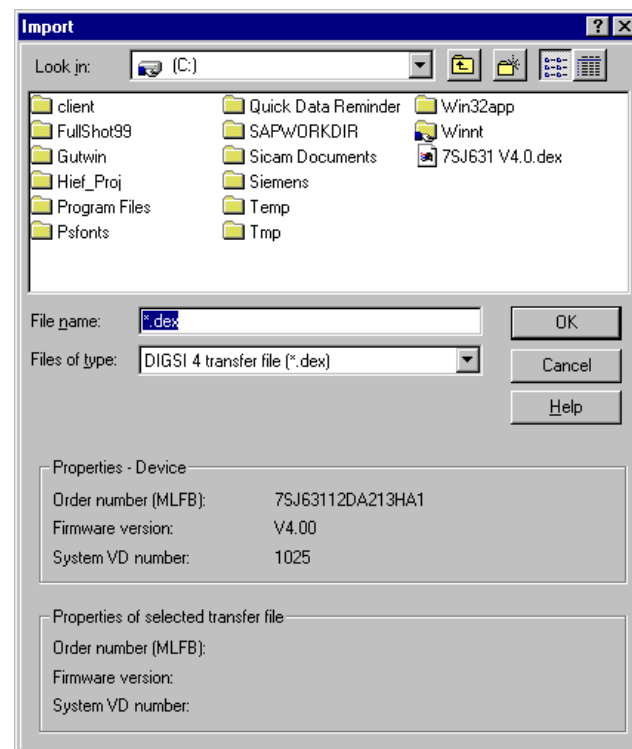 Import
Look in: (C:)
client
FullShot99
Gutwin
Hief_Proj
Program Files
Psfonts
Quick Data Reminder
SAPWORKDIR
Sicam Documents
Siemens
Temp
Tmp
Win32app
Winnt
7SJ631 V4.0.dex
File name: *.dex
OK
Files of type: DIGSI 4 transfer file (*.dex)
Cancel
Help
Properties - Device
Order number (MLFB): 7SJ63112DA213HA1
Firmware version: V4.00
System VD number: 1025
Properties of selected transfer file
Order number (MLFB):
Firmware version:
System VD number: